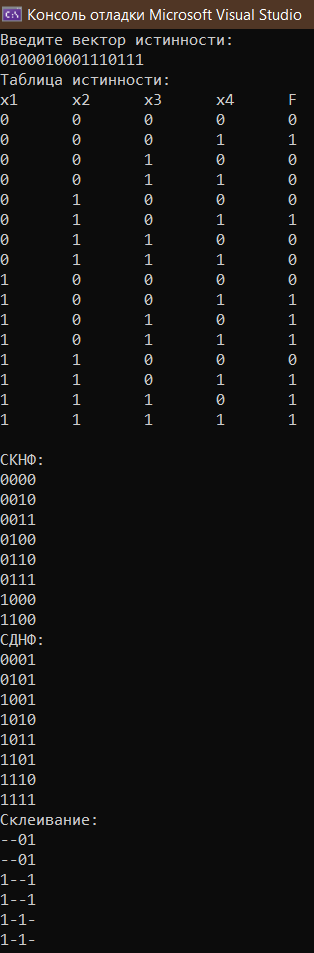 Консоль отладки Microsoft Visual Studio
Введите вектор истинности:
0100010001110111
Таблица истинности:
x1 x2 x3 x4 F
0 0 0 0 0
0 0 0 1 1
0 0 1 0 0
0 0 1 1 0
0 1 0 0 0
0 1 0 1 1
0 1 1 0 0
0 1 1 1 0
1 0 0 0 0
1 0 0 1 1
1 0 1 0 1
1 0 1 1 1
1 1 0 0 0
1 1 0 1 1
1 1 1 0 1
1 1 1 1 1
СКНФ:
0000
0010
0011
0100
0110
0111
1000
1100
СДНФ:
0001
0101
1001
1010
1011
1101
1110
1111
Склеивание:
--01
--01
1--1
1--1
1-1-
1-1-